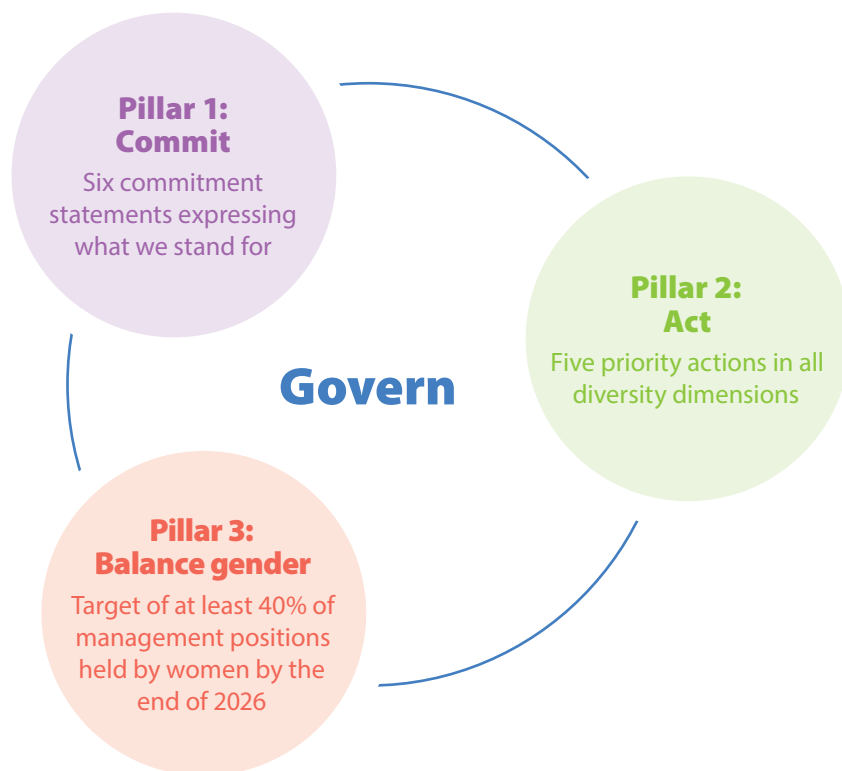 Pillar 1:
Commit
Six commitment
statements expressing
what we stand for
Pillar 2:
Act
Five priority actions in all
diversity dimensions
Govern
Pillar 3:
Balance gender
Target of at least 40% of
management positions
held by women by the
end of 2026